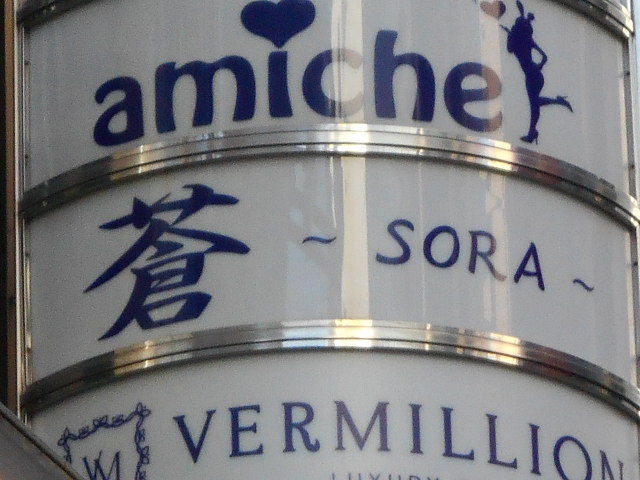 amiche
蒼 ~ SORA ~
VERMILLION